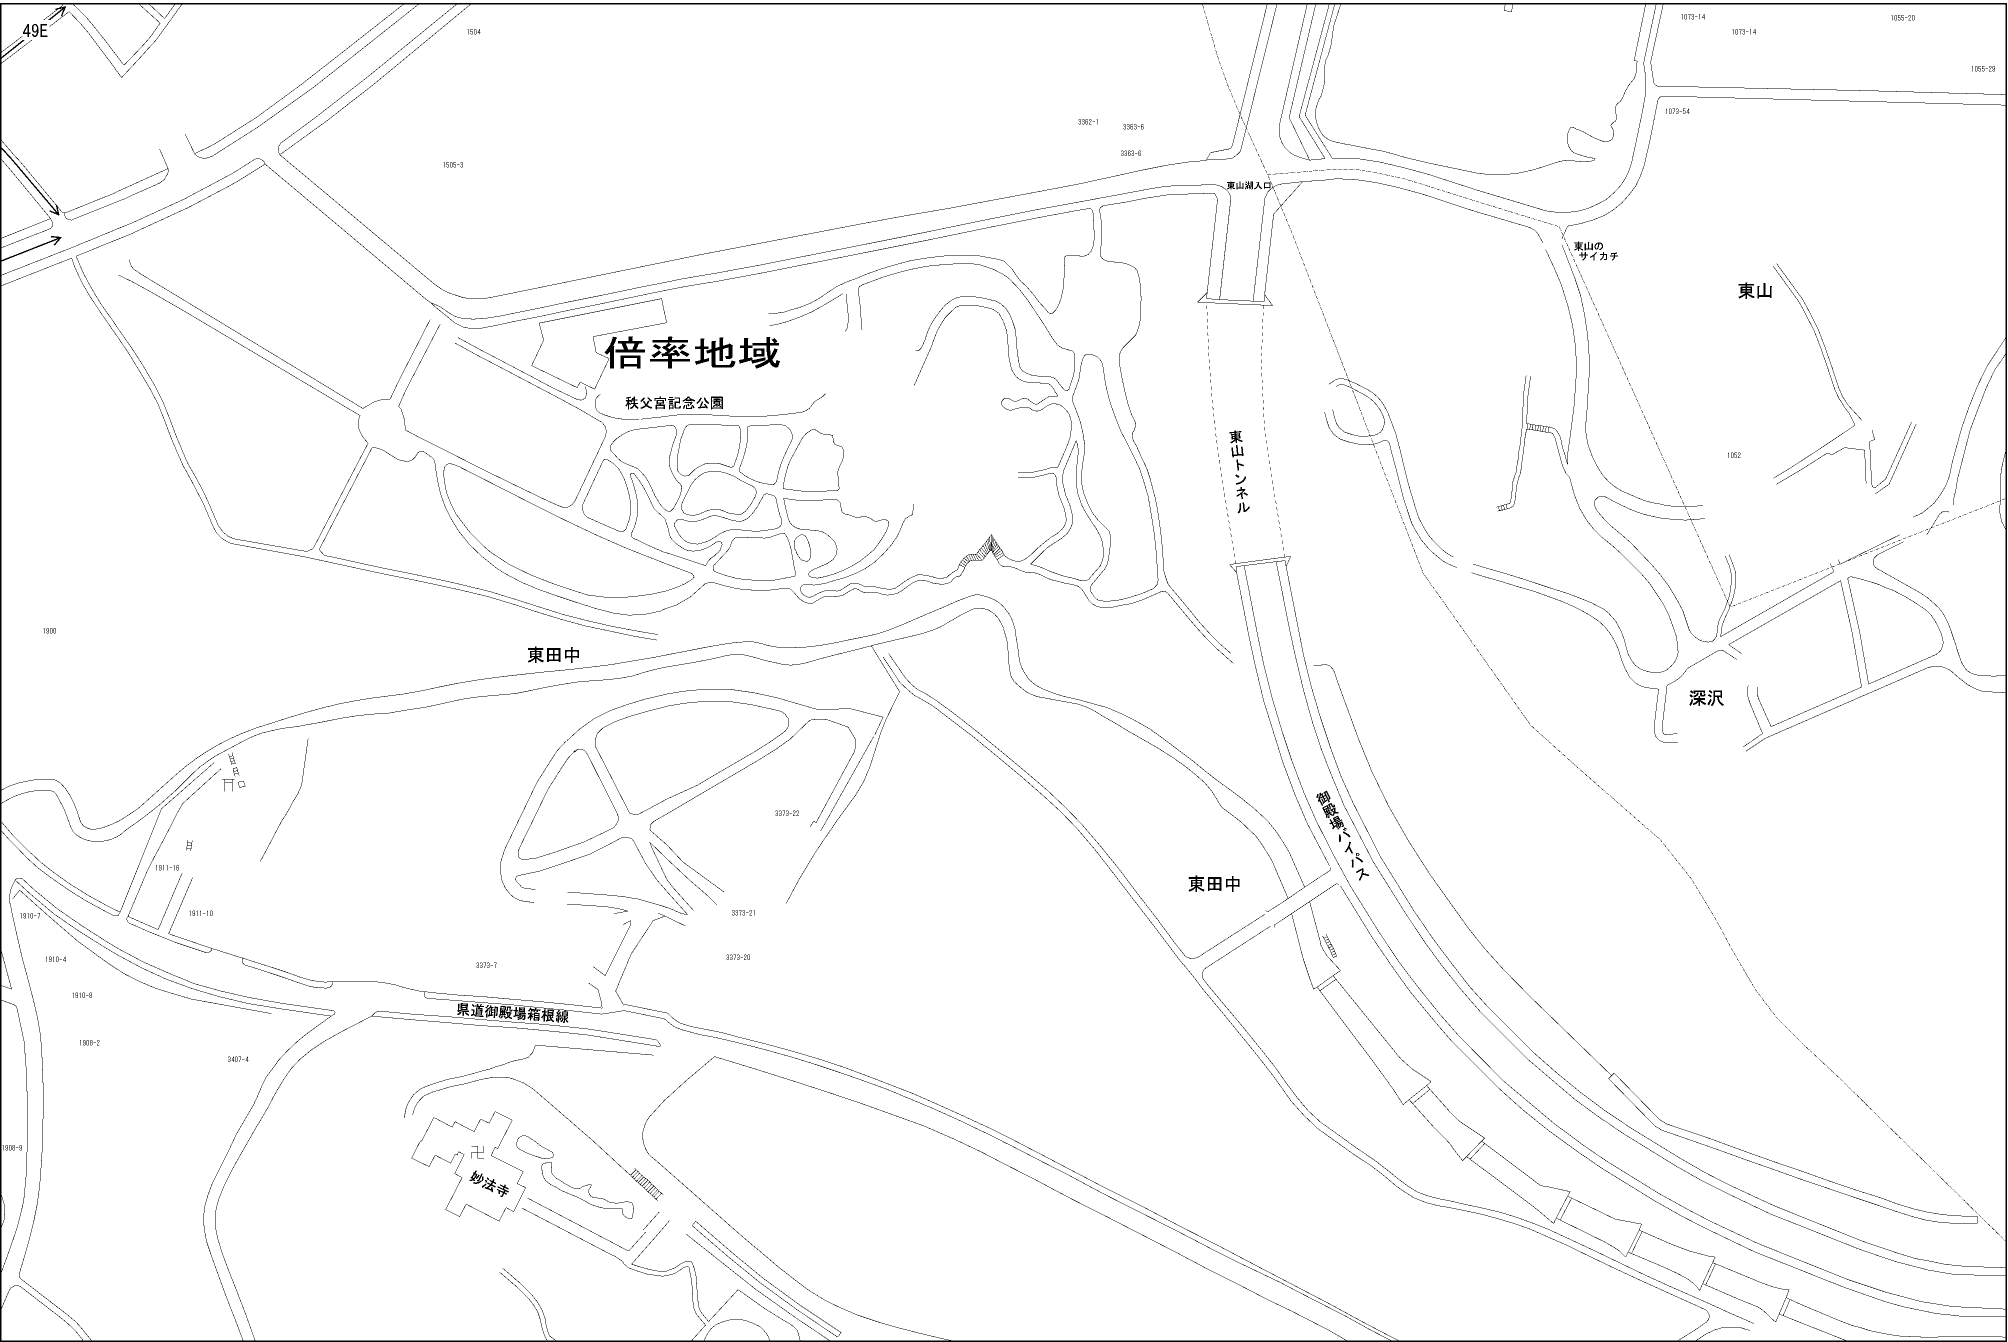 49E
1504
1073-14
1055-20
1073-14
1055-29
1073-54
3362-1
3363-6
3363-6
1505-3
東山湖入口
東山の
サイカチ
東山
倍率地域
秩父宮記念公園
東山トンネル
1052
1900
東田中
深沢
3373-22
御殿場バイパス
1911-16
東田中
1910-7
1911-10
3373-21
1910-4
3373-7
3373-20
1910-8
県道御殿場箱根線
1908-2
3407-4
1908-9
妙法寺